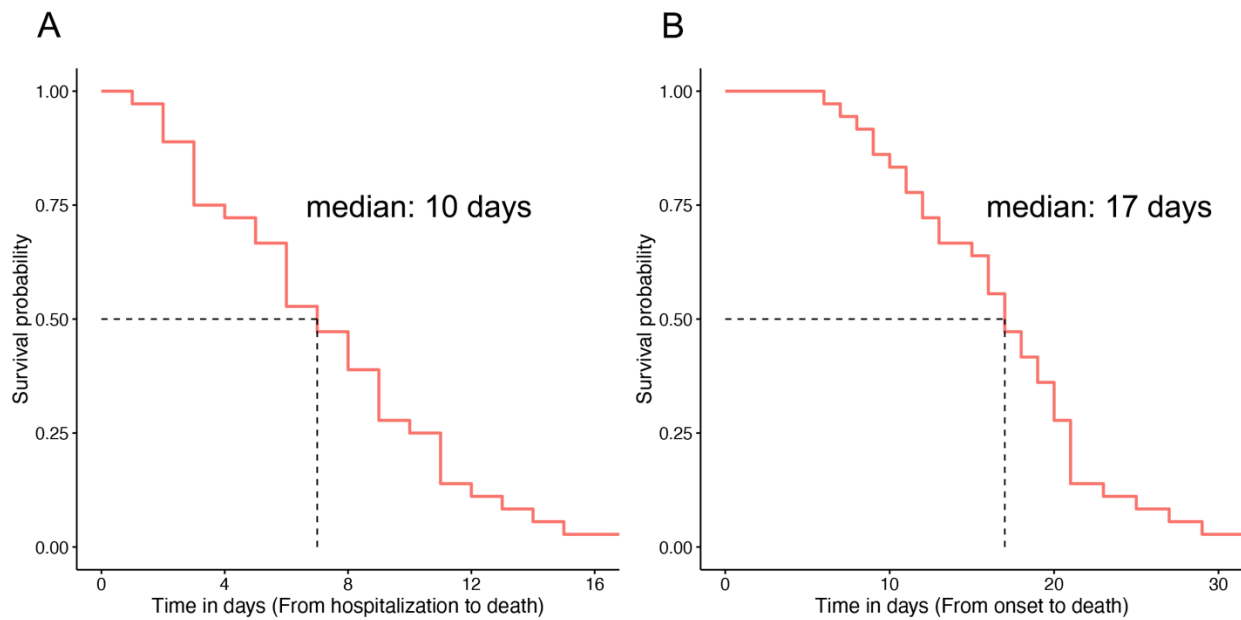 A
B
1.00
0.75
0.50
0.25
0.00
Survival probability
median: 10 days
0
4
8
12
16
Time in days (From hospitalization to death)
1.00
0.75
0.50
0.25
0.00
Survival probability
median: 17 days
0
10
20
30
Time in days (From onset to death)